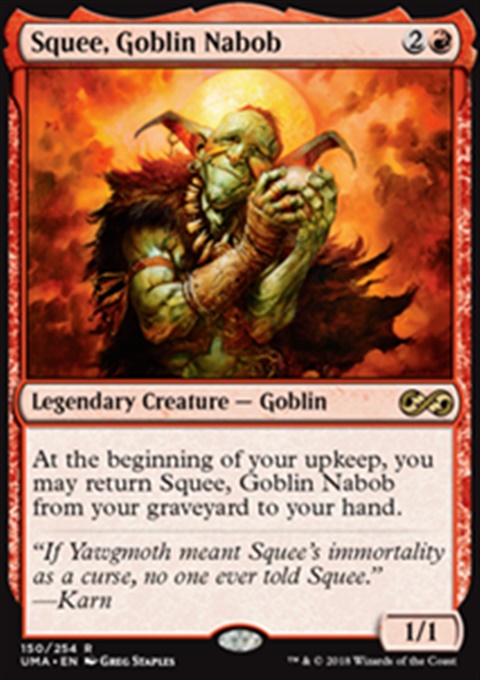 Squee, Goblin Nabob 2
Legendary Creature — Goblin
At the beginning of your upkeep, you
may return Squee, Goblin Nabob
from your graveyard to your hand.
“If Yawgmoth meant Squee’s immortality
as a curse, no one ever told Squee.”
—Karn
1/1
150/254 R
UMA • EN Greg Staples
™ & © 2018 Wizards of the Coast